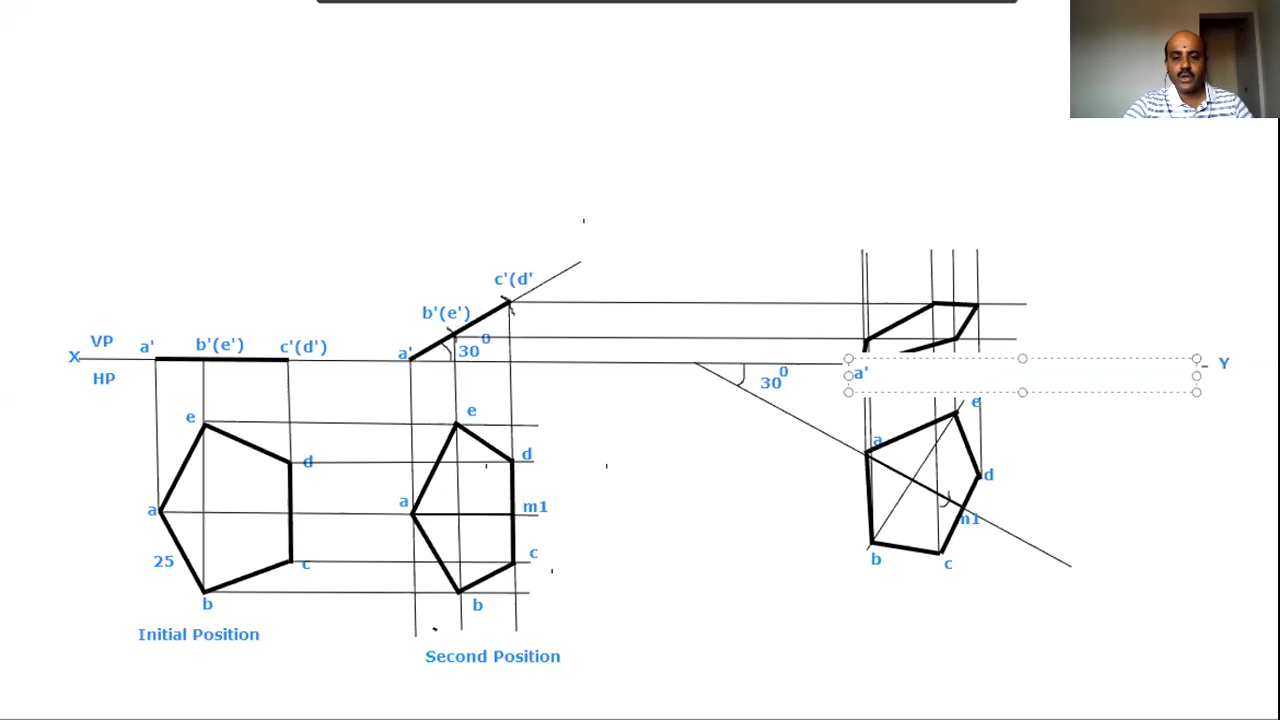 c'(d'
b'(e')
VP
a'
b'(e')
c'(d')
a'
30
0
X
Y
HP
30
0
a'
e
e
e
a
d
d
d
a
a
m1
m1
25
c
c
b
c
b
b
Initial Position
Second Position